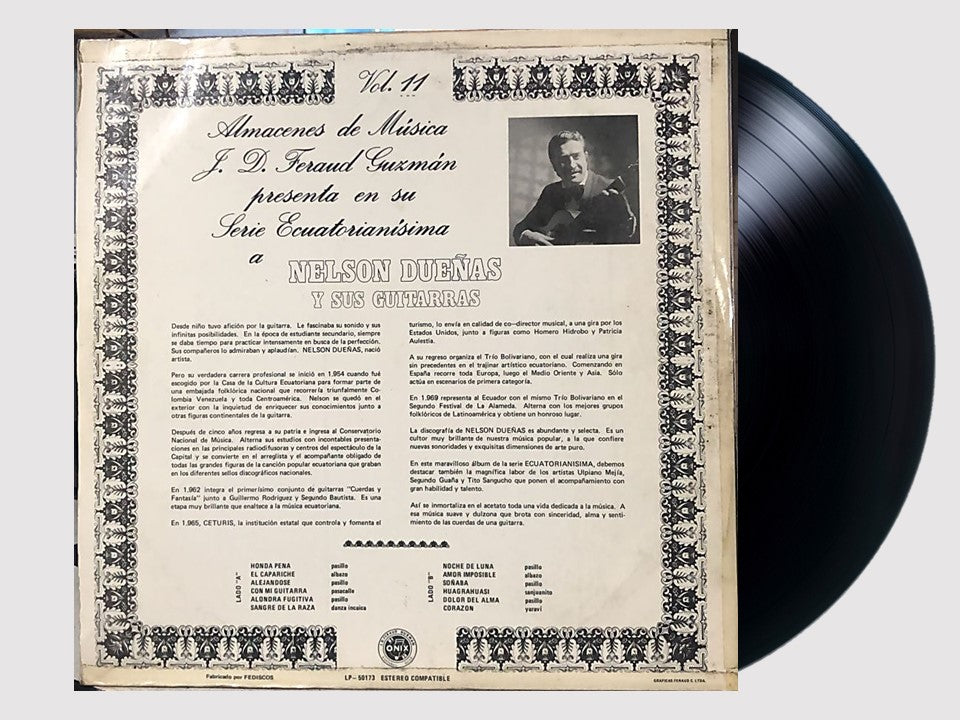 Vol. 11
Almacenes de Música
J. D. Feraud Guzmán
presenta en su
Serie Ecuatorianísima
a NELSON DUEÑAS
Y SUS GUITARRAS
Desde niño tuvo afición por la guitarra. Le fascinaba su sonido y sus
infinitas posibilidades. En la época de estudiante secundario, siempre
se daba tiempo para practicar intensamente en busca de la perfección.
Sus compañeros lo admiraban y aplaudían. NELSON DUEÑAS, nació
artista.
Pero su verdadera carrera profesional se inició en 1.954 cuando fué
escogido por la Casa de la Cultura Ecuatoriana para formar parte de
una embajada folklórica nacional que recorrería triunfalmente Co-
lombia Venezuela y toda Centroamérica. Nelson se quedó en el
exterior con la inquietud de enriquecer sus conocimientos junto a
otras figuras continentales de la guitarra.
Después de cinco años regresa a su patria e ingresa al Conservatorio
Nacional de Música. Alterna sus estudios con incontables presenta-
ciones en las principales radiodifusoras y centros del espectáculo de la
Capital y se convierte en el arreglista y el acompañante obligado de
todas las grandes figuras de la canción popular ecuatoriana que graban
en los diferentes sellos discográficos nacionales.
En 1,962 integra el primerísimo conjunto de guitarras "Cuerdas y
Fantasía" junto a Guillermo Rodríguez y Segundo Bautista. Es una
etapa muy brillante que enaltece a la música ecuatoriana.
En 1,965, CETURIS, la institución estatal que controla y fomenta el
turismo, lo envía en calidad de co-director musical, a una gira por los
Estados Unidos, junto a figuras como Homero Hidrobo y Patricia
Aulestia.
A su regreso organiza el Trío Bolivariano, con el cual realiza una gira
sin precedentes en el trajinar artístico ecuatoriano. Comenzando en
España recorre toda Europa, luego el Medio Oriente y Asia. Sólo
actúa en escenarios de primera categoría.
En 1,969 representa al Ecuador con el mismo Trío Bolivariano en el
Segundo Festival de La Alameda. Alterna con los mejores grupos
folklóricos de Latinoamérica y obtiene un honroso lugar.
La discografía de NELSON DUEÑAS es abundante y selecta. Es un
cultor muy brillante de nuestra música popular, a la que confiere
nuevas sonoridades y exquisitas dimensiones de arte puro.
En este maravilloso álbum de la serie ECUATORIANISIMA, debemos
destacar también la magnífica labor de los artistas Ulpiano Mejía,
Segundo Guaña y Tito Sangucho que ponen el acompañamiento con
gran habilidad y talento.
Así se inmortaliza en el acetato toda una vida dedicada a la música. A
esa música suave y dulzona que brota con sinceridad, alma y senti-
miento de las cuerdas de una guitarra.
LADO "A"
HONDA PENA pasillo
EL CAPARICHE albazo
ALEJANDOSE pasillo
CON MI GUITARRA pasacalle
ALONDRA FUGITIVA pasillo
SANGRE DE LA RAZA danza incaica
LADO "B"
NOCHE DE LUNA pasillo
AMOR IMPOSIBLE albazo
SOÑABA pasillo
HUAGRAHUASI sanjuanito
DOLOR DEL ALMA pasillo
CORAZON yaraví
ONIX
Fabricado por FEDISCOS
LP-50173 ESTEREO COMPATIBLE
GRAFICAS FERAUD C. LTDA.